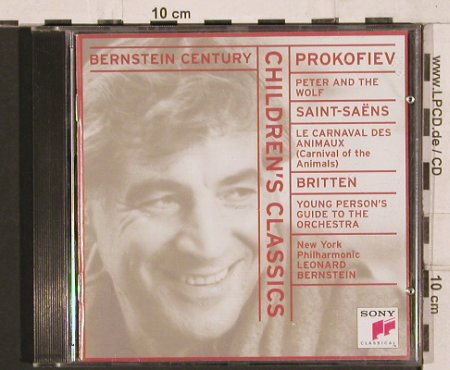 10 cm
BERNSTEIN CENTURY
CHILDREN'S CLASSICS
PROKOFIEV
PETER AND THE
WOLF
SAINT-SAËNS
LE CARNAVAL DES
ANIMAUX
(Carnival of the
Animals)
BRITTEN
YOUNG PERSON'S
GUIDE TO THE
ORCHESTRA
New York
Philharmonic
LEONARD
BERNSTEIN
SONY
CLASSICAL
www.LPCD.de / CD
10 cm